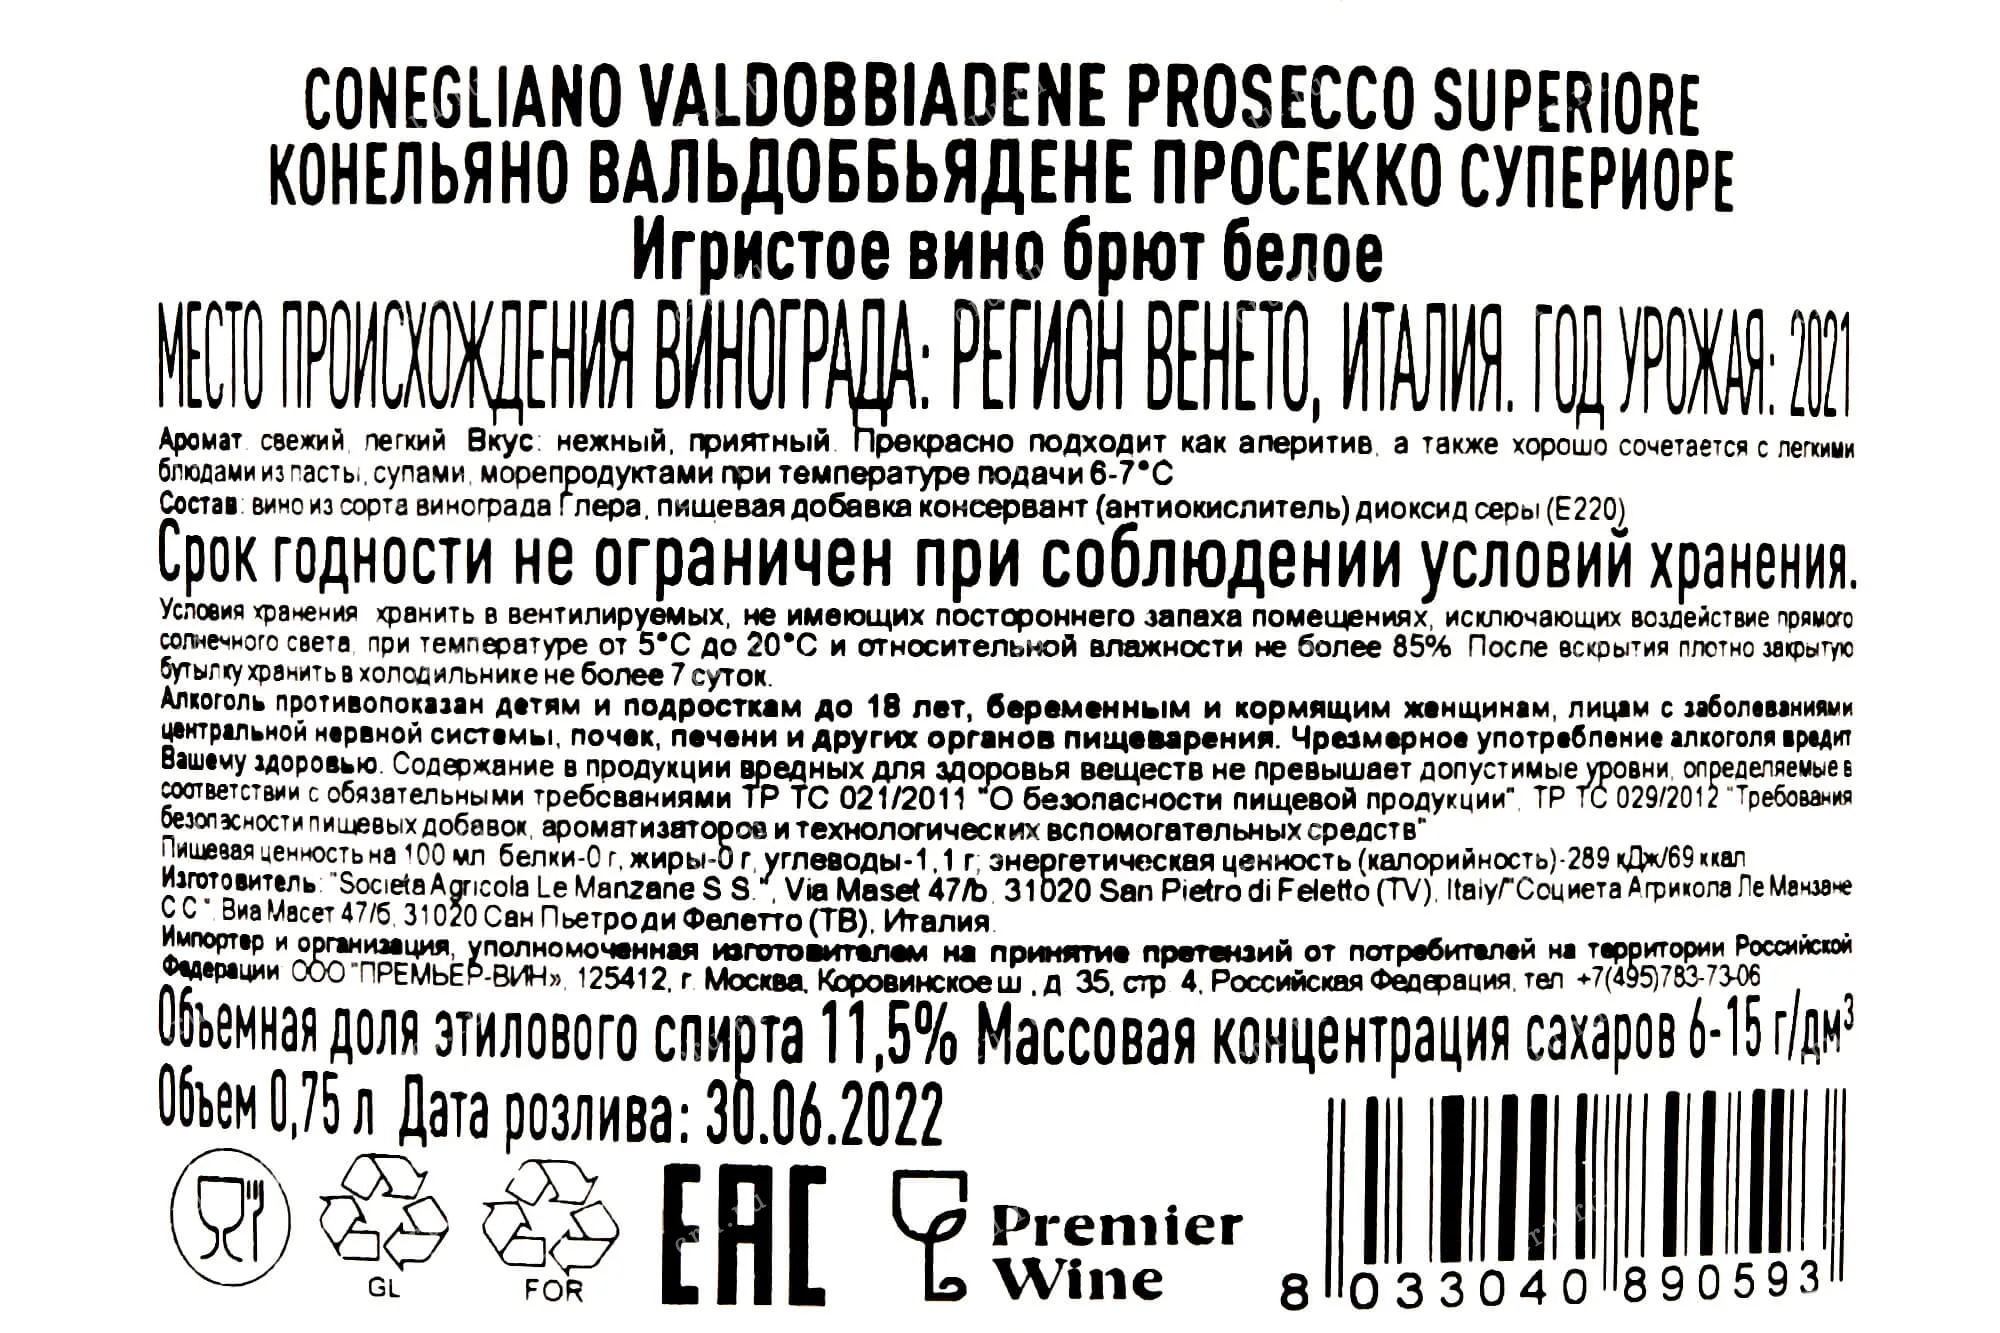 CONEGLIANO VALDOBBIADENE PROSECCO SUPERIORE
КОНЕЛЬЯНО ВАЛЬДОББЬЯДЕНЕ ПРОСЕККО СУПЕРИОРЕ
Игристое вино брют белое
МЕСТО ПРОИСХОЖДЕНИЯ ВИНОГРАДА: РЕГИОН ВЕНЕТО, ИТАЛИЯ. ГОД УРОЖАЯ: 2021
Аромат: свежий, легкий. Вкус: нежный, приятный. Прекрасно подходит как аперитив, а также хорошо сочетается с легкими
блюдами из пасты, супами, морепродуктами при температуре подачи 6-7°С
Состав: вино из сорта винограда Глера, пищевая добавка консервант (антиокислитель) диоксид серы (Е220)
Срок годности не ограничен при соблюдении условий хранения.
Условия хранения: хранить в вентилируемых, не имеющих постороннего запаха помещениях, исключающих воздействие прямого
солнечного света, при температуре от 5°С до 20°С и относительной влажности не более 85%. После вскрытия плотно закрытую
бутылку хранить в холодильнике не более 7 суток.
Алкоголь противопоказан детям и подросткам до 18 лет, беременным и кормящим женщинам, лицам с заболеваниями
центральной нервной системы, почек, печени и других органов пищеварения. Чрезмерное употребление алкоголя вредит
Вашему здоровью. Содержание в продукции вредных для здоровья веществ не превышает допустимые уровни, определяемые в
соответствии с обязательными требованиями ТР ТС 021/2011 "О безопасности пищевой продукции", ТР ТС 029/2012 "Требования
безопасности пищевых добавок, ароматизаторов и технологических вспомогательных средств"
Пищевая ценность на 100 мл: белки-0 г, жиры-0 г, углеводы-1,1 г; энергетическая ценность (калорийность)-289 кДж/69 ккал
Изготовитель: "Societa Agricola Le Manzane S.S.", Via Maset 47/b, 31020 San Pietro di Feletto (TV), Italy/"Социета Агрикола Ле Манзане
С.С.", Виа Масет 47/б, 31020 Сан Пьетро ди Фелетто (ТВ), Италия.
Импортер и организация, уполномоченная изготовителем на принятие претензий от потребителей на территории Российской
Федерации: ООО "ПРЕМЬЕР-ВИН», 125412, г. Москва, Коровинское ш., д. 35, стр. 4, Российская Федерация, тел. +7(495)783-73-06
Объемная доля этилового спирта 11,5% Массовая концентрация сахаров 6-15 г/дм³
Объем 0,75 л Дата розлива: 30.06.2022
GL
FOR
EAC
Premier
Wine
8 033040 890593